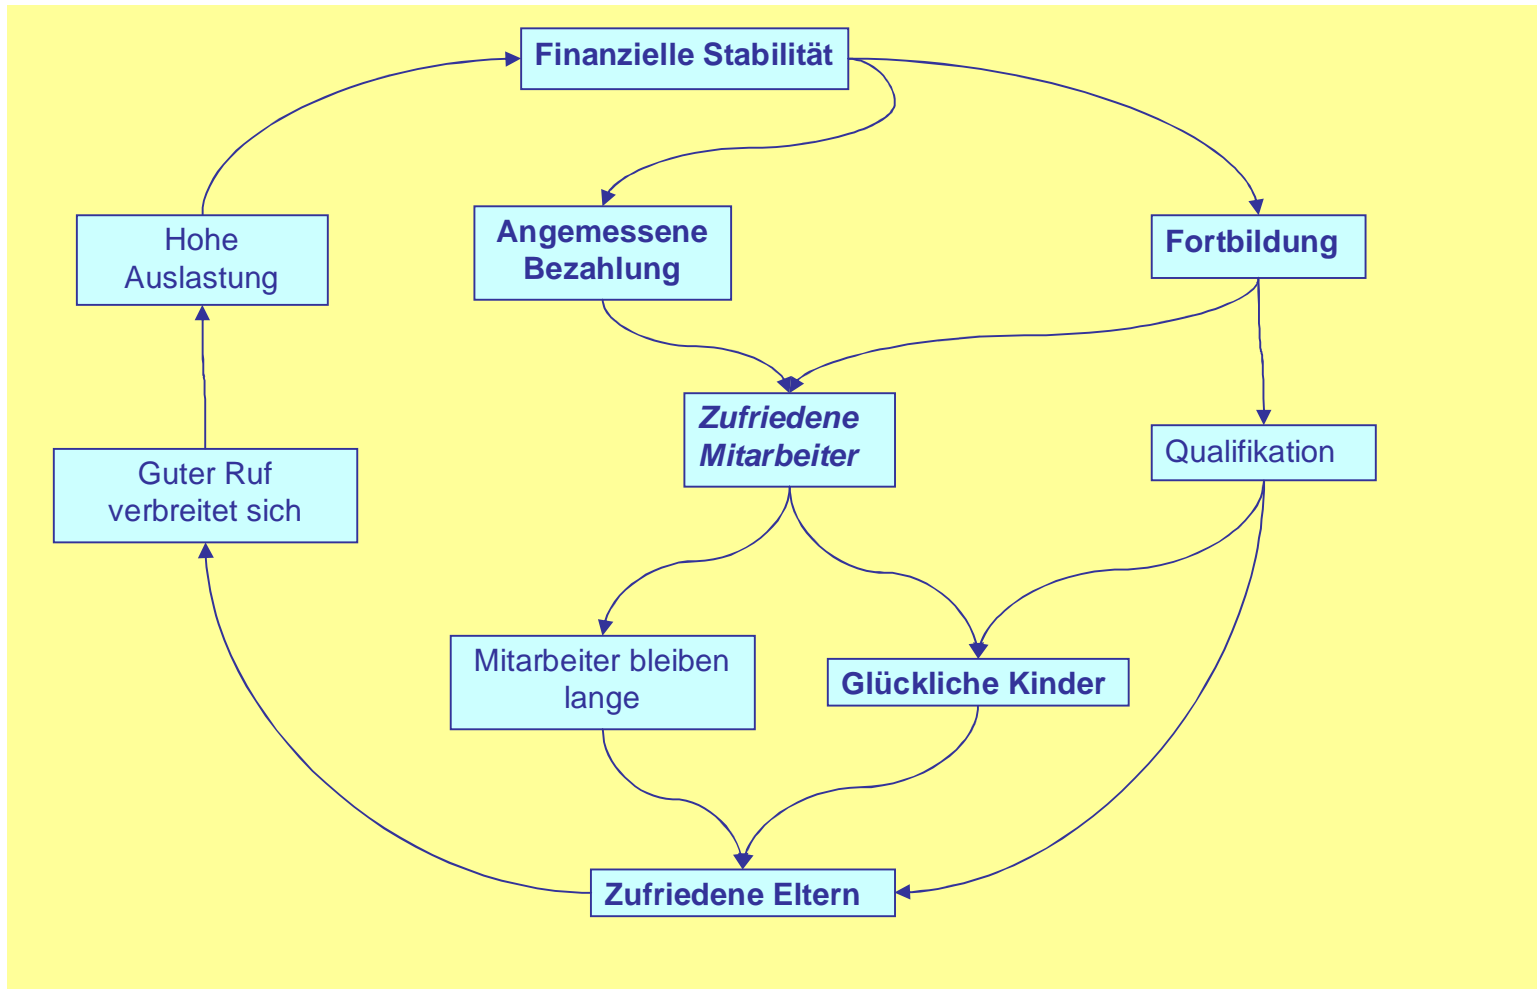 Finanzielle Stabilität
Angemessene
Bezahlung
Fortbildung
Hohe
Auslastung
Zufriedene
Mitarbeiter
Qualifikation
Guter Ruf
verbreitet sich
Mitarbeiter bleiben
lange
Glückliche Kinder
Zufriedene Eltern